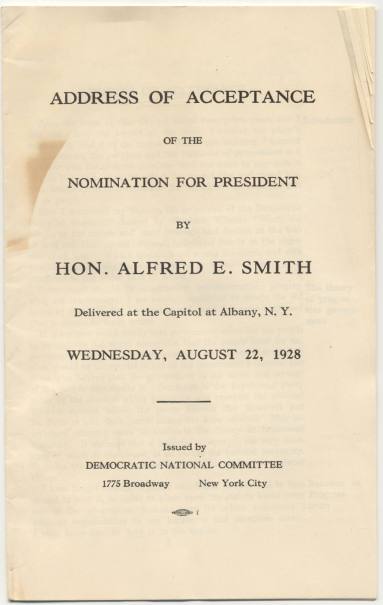 ADDRESS OF ACCEPTANCE
OF THE
NOMINATION FOR PRESIDENT
BY
HON. ALFRED E. SMITH
Delivered at the Capitol at Albany, N. Y.
WEDNESDAY, AUGUST 22, 1928
Issued by
DEMOCRATIC NATIONAL COMMITTEE
1775 Broadway New York City